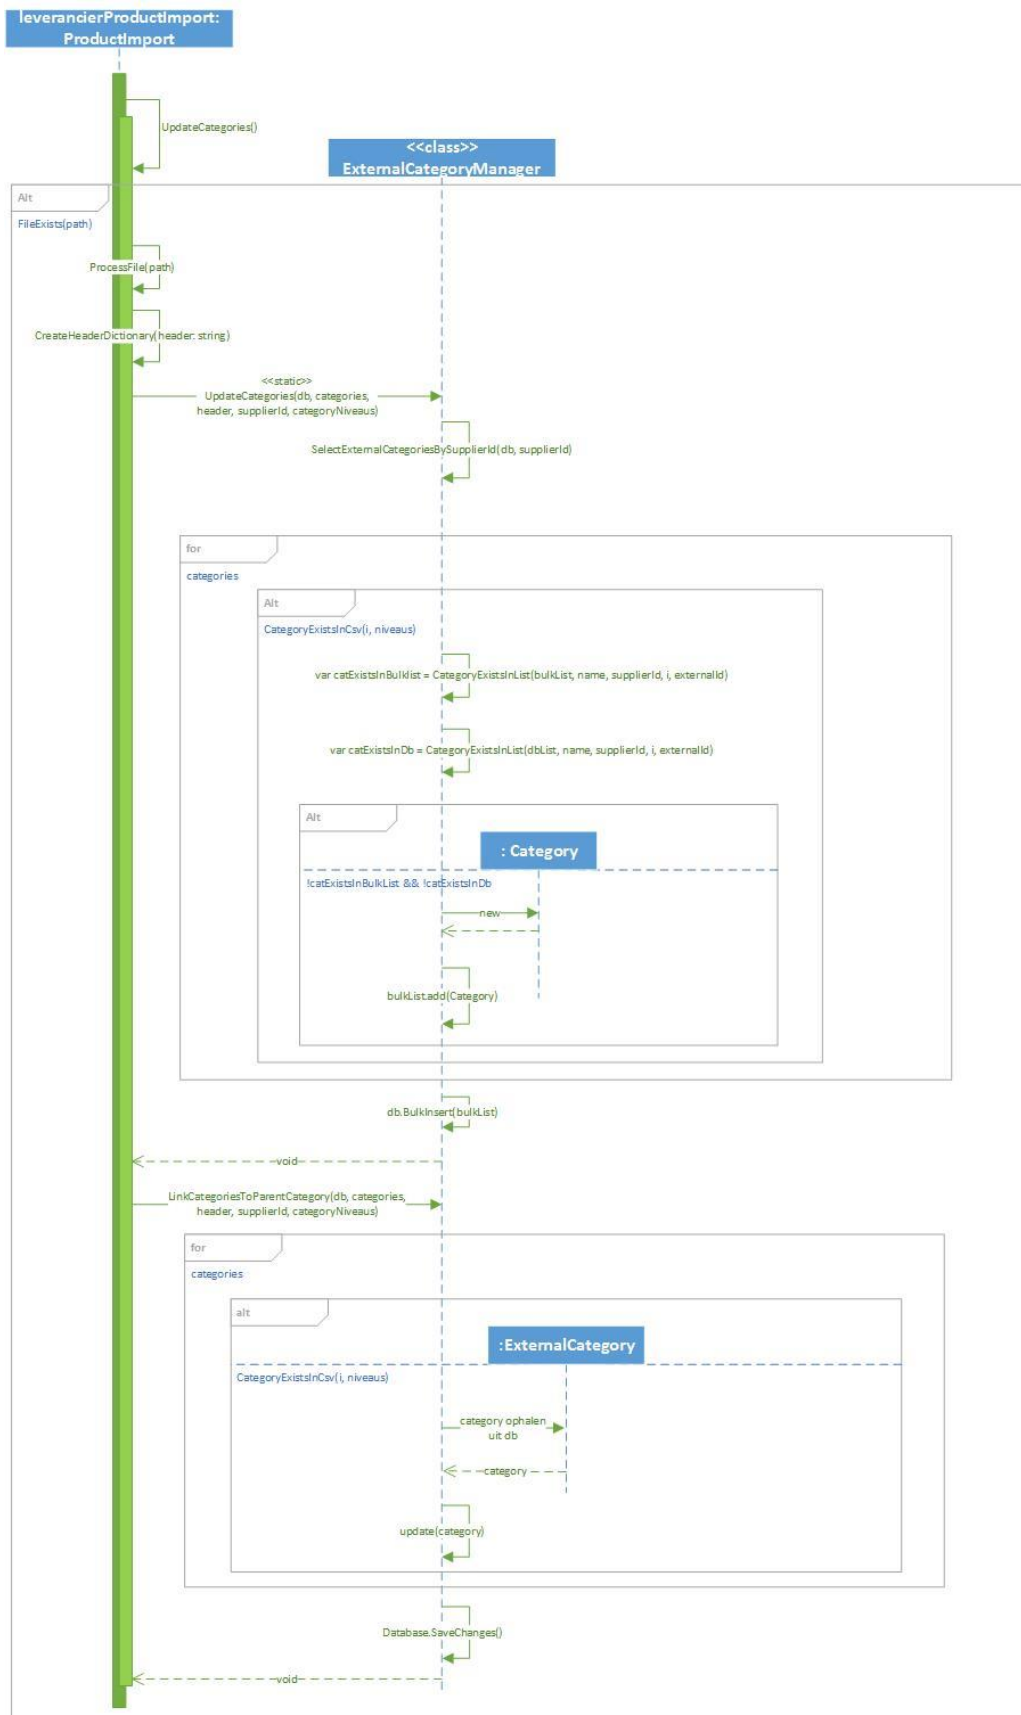 leverancierProductImport:
ProductImport
UpdateCategories()
<<class>>
ExternalCategoryManager
Alt
FileExists(path)
ProcessFile(path)
CreateHeaderDictionary(header: string)
<<static>>
UpdateCategories(db, categories,
header, supplierId, categoryNiveaus)
SelectExternalCategoriesBySupplierId(db, supplierId)
for
categories
Alt
CategoryExistsInCsv(i, niveaus)
var catExistsInBulklist = CategoryExistsInList(bulkList, name, supplierId, i, externalId)
var catExistsInDb = CategoryExistsInList(dbList, name, supplierId, i, externalId)
Alt
: Category
!catExistsInBulkList && !catExistsInDb
new
bulkList.add(Category)
db.BulkInsert(bulkList)
void
LinkCategoriesToParentCategory(db, categories,
header, supplierId, categoryNiveaus)
for
categories
alt
:ExternalCategory
CategoryExistsInCsv(i, niveaus)
category ophalen
uit db
category
update(category)
Database.SaveChanges()
void